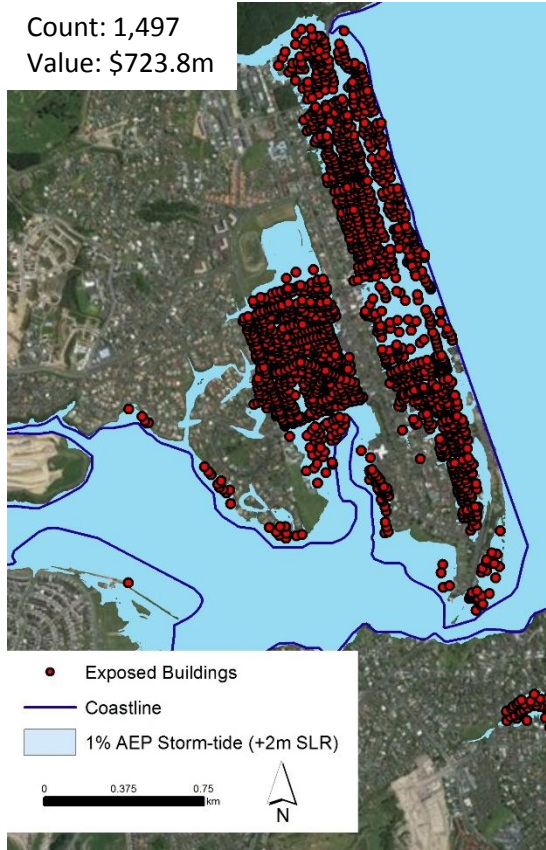 Count: 1,497
Value: $723.8m
Exposed Buildings
Coastline
1% AEP Storm-tide (+2m SLR)
0 0.375 0.75
km
N